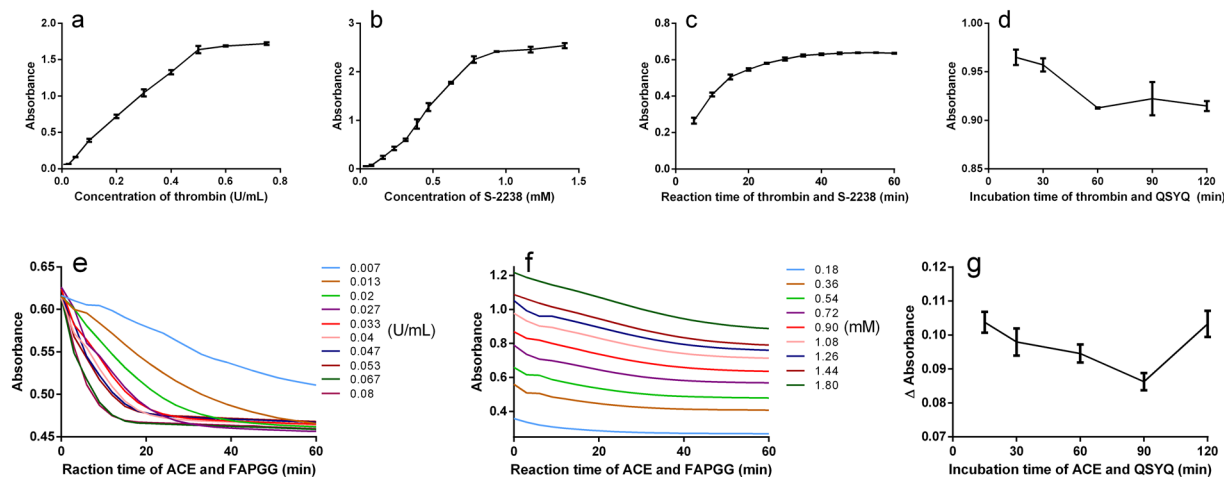 a
2.0
1.5
1.0
0.5
0.0
Absorbance
0.0 0.2 0.4 0.6 0.8
Concentration of thrombin (U/mL)
b
3
2
1
0
Absorbance
0.0 0.5 1.0 1.5
Concentration of S-2238 (mM)
c
0.8
0.6
0.4
0.2
0.0
Absorbance
0 10 20 30 40 50 60
Reaction time of thrombin and S-2238 (min)
d
1.00
0.95
0.90
0.85
Absorbance
0 30 60 90 120
Incubation time of thrombin and QSYQ (min)
e
0.65
0.60
0.55
0.50
0.45
Absorbance
0 20 40 60
Raction time of ACE and FAPGG (min)
0.007
0.013
0.02
0.027
0.033
0.04
0.047
0.053
0.067
0.08
(U/mL)
f
1.2
1.0
0.8
0.6
0.4
Absorbance
0 20 40 60
Reaction time of ACE and FAPGG (min)
0.18
0.36
0.54
0.72
0.90
1.08
1.26
1.44
1.80
(mM)
g
0.12
0.11
0.10
0.09
0.08
0.07
Δ Absorbance
0 30 60 90 120
Incubation time of ACE and QSYQ (min)